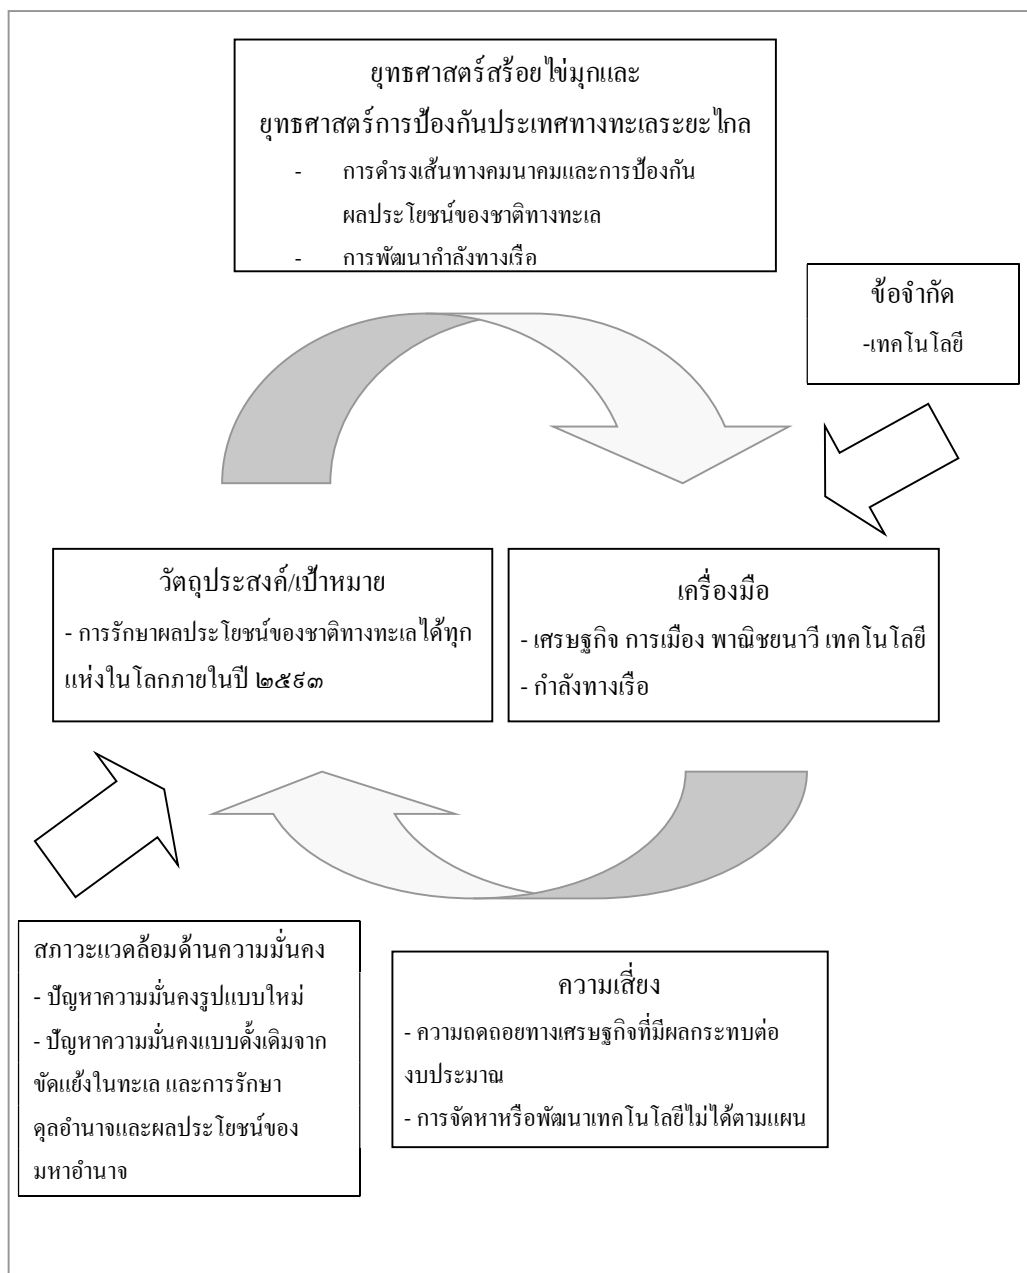 ยุทธศาสตร์สร้อยไข่มุกและ
ยุทธศาสตร์การป้องกันประเทศทางทะเลระยะไกล
- การดำรงเส้นทางคมนาคมและการป้องกัน
ผลประโยชน์ของชาติทางทะเล
- การพัฒนากำลังทางเรือ
ข้อจำกัด
-เทคโนโลยี
วัตถุประสงค์/เป้าหมาย
- การรักษาผลประโยชน์ของชาติทางทะเลได้ทุก
แห่งในโลกภายในปี ๒๕๙๓
เครื่องมือ
- เศรษฐกิจ การเมือง พาณิชยนาวี เทคโนโลยี
- กำลังทางเรือ
สภาวะแวดล้อมด้านความมั่นคง
- ปัญหาความมั่นคงรูปแบบใหม่
- ปัญหาความมั่นคงแบบดั้งเดิมจาก
ขัดแย้งในทะเล และการรักษา
ดุลอำนาจและผลประโยชน์ของ
มหาอำนาจ
ความเสี่ยง
- ความถดถอยทางเศรษฐกิจที่มีผลกระทบต่อ
งบประมาณ
- การจัดหาหรือพัฒนาเทคโนโลยีไม่ได้ตามแผน